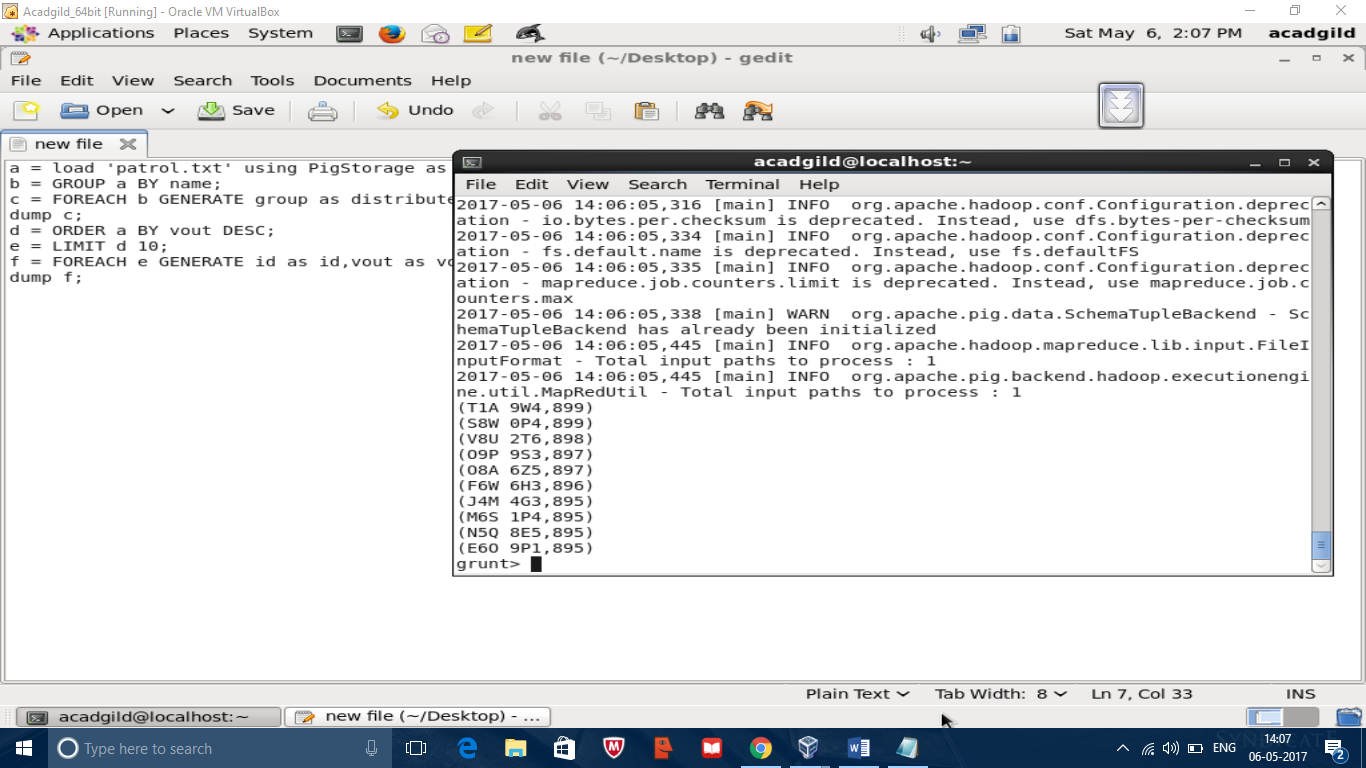 Acadgild_64bit [Running] - Oracle VM VirtualBox
Applications Places System Sat May 6, 2:07 PM acadgild
new file (~/Desktop) - gedit
File Edit View Search Tools Documents Help
Open Save Undo
new file
a = load 'patrol.txt' using PigStorage as
b = GROUP a BY name;
c = FOREACH b GENERATE group as distribute
dump c;
d = ORDER a BY vout DESC;
e = LIMIT d 10;
f = FOREACH e GENERATE id as id,vout as vo
dump f;
acadgild@localhost:~
File Edit View Search Terminal Help
2017-05-06 14:06:05,316 [main] INFO  org.apache.hadoop.conf.Configuration.deprec
ation - io.bytes.per.checksum is deprecated. Instead, use dfs.bytes-per-checksum
2017-05-06 14:06:05,334 [main] INFO  org.apache.hadoop.conf.Configuration.deprec
ation - fs.default.name is deprecated. Instead, use fs.defaultFS
2017-05-06 14:06:05,335 [main] INFO  org.apache.hadoop.conf.Configuration.deprec
ation - mapreduce.job.counters.limit is deprecated. Instead, use mapreduce.job.c
ounters.max
2017-05-06 14:06:05,338 [main] WARN  org.apache.pig.data.SchemaTupleBackend - Sc
hemaTupleBackend has already been initialized
2017-05-06 14:06:05,445 [main] INFO  org.apache.hadoop.mapreduce.lib.input.FileI
nputFormat - Total input paths to process : 1
2017-05-06 14:06:05,445 [main] INFO  org.apache.pig.backend.hadoop.executionengi
ne.util.MapRedUtil - Total input paths to process : 1
(T1A 9W4,899)
(S8W 0P4,899)
(V8U 2T6,898)
(O9P 9S3,897)
(O8A 6Z5,897)
(F6W 6H3,896)
(J4M 4G3,895)
(M6S 1P4,895)
(N5Q 8E5,895)
(E6O 9P1,895)
grunt>
Plain Text Tab Width: 8 Ln 7, Col 33 INS
acadgild@localhost:~ new file (~/Desktop) - ...
Type here to search ENG 14:07
06-05-2017 2